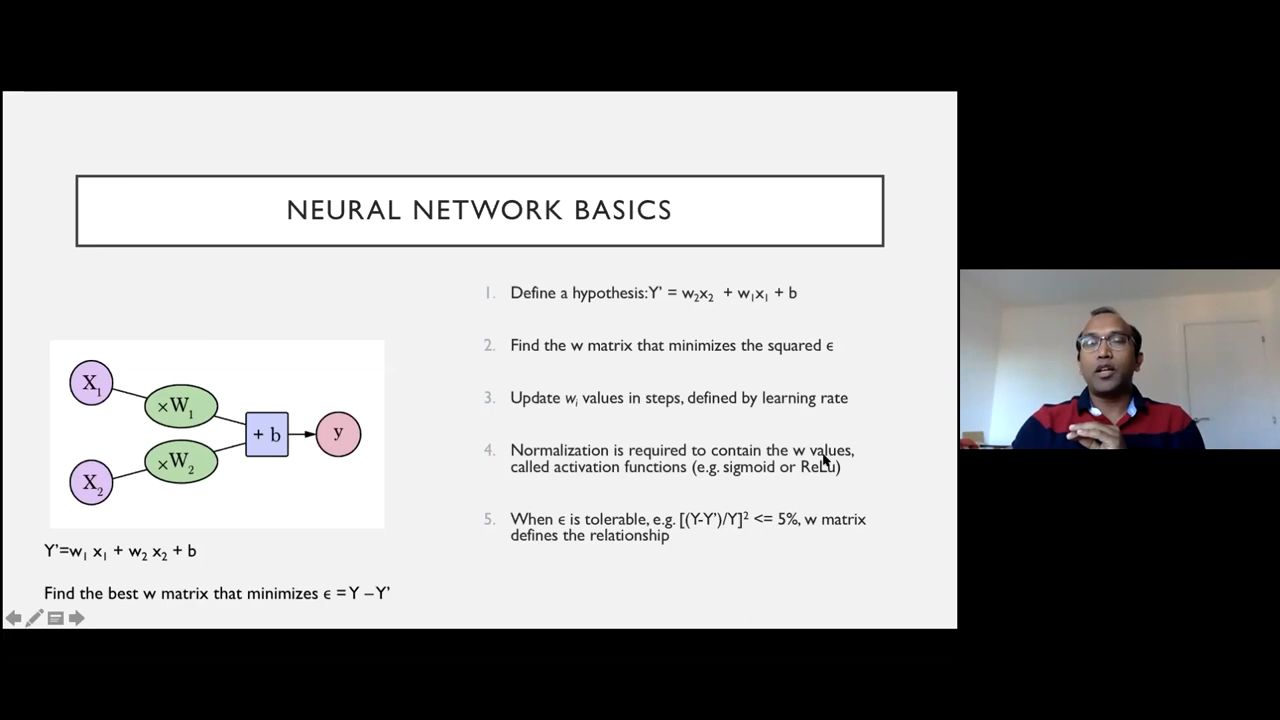 NEURAL NETWORK BASICS
X1
×W1
+ b
y
×W2
X2
Y’=w1 x1 + w2 x2 + b
Find the best w matrix that minimizes ϵ = Y – Y’
1. Define a hypothesis:Y’ = w2x2 + w1x1 + b
2. Find the w matrix that minimizes the squared ϵ
3. Update wi values in steps, defined by learning rate
4. Normalization is required to contain the w values,
called activation functions (e.g. sigmoid or ReLu)
5. When ϵ is tolerable, e.g. [(Y-Y’)/Y]2 <= 5%, w matrix
defines the relationship